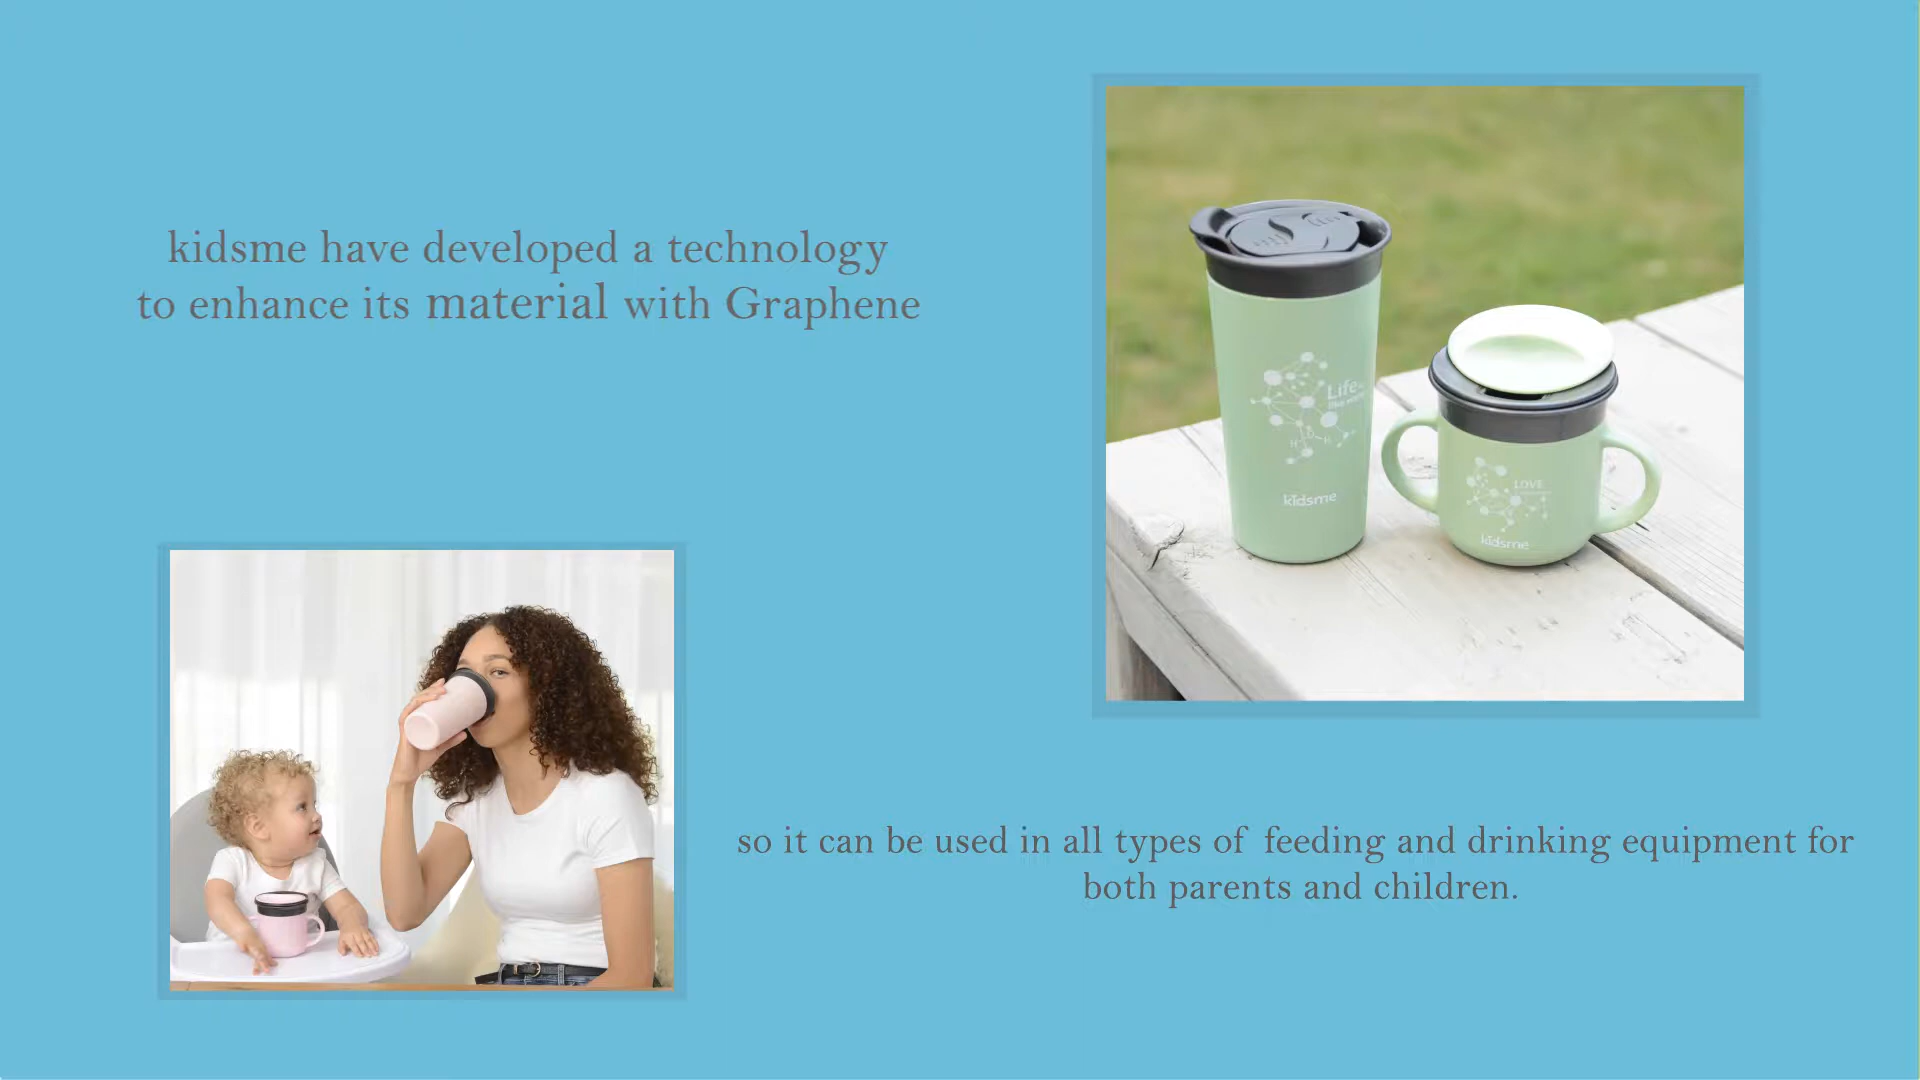 kidsme have developed a technology
to enhance its material with Graphene
Life
kidsme
LOVE
kidsme
so it can be used in all types of feeding and drinking equipment for
both parents and children.